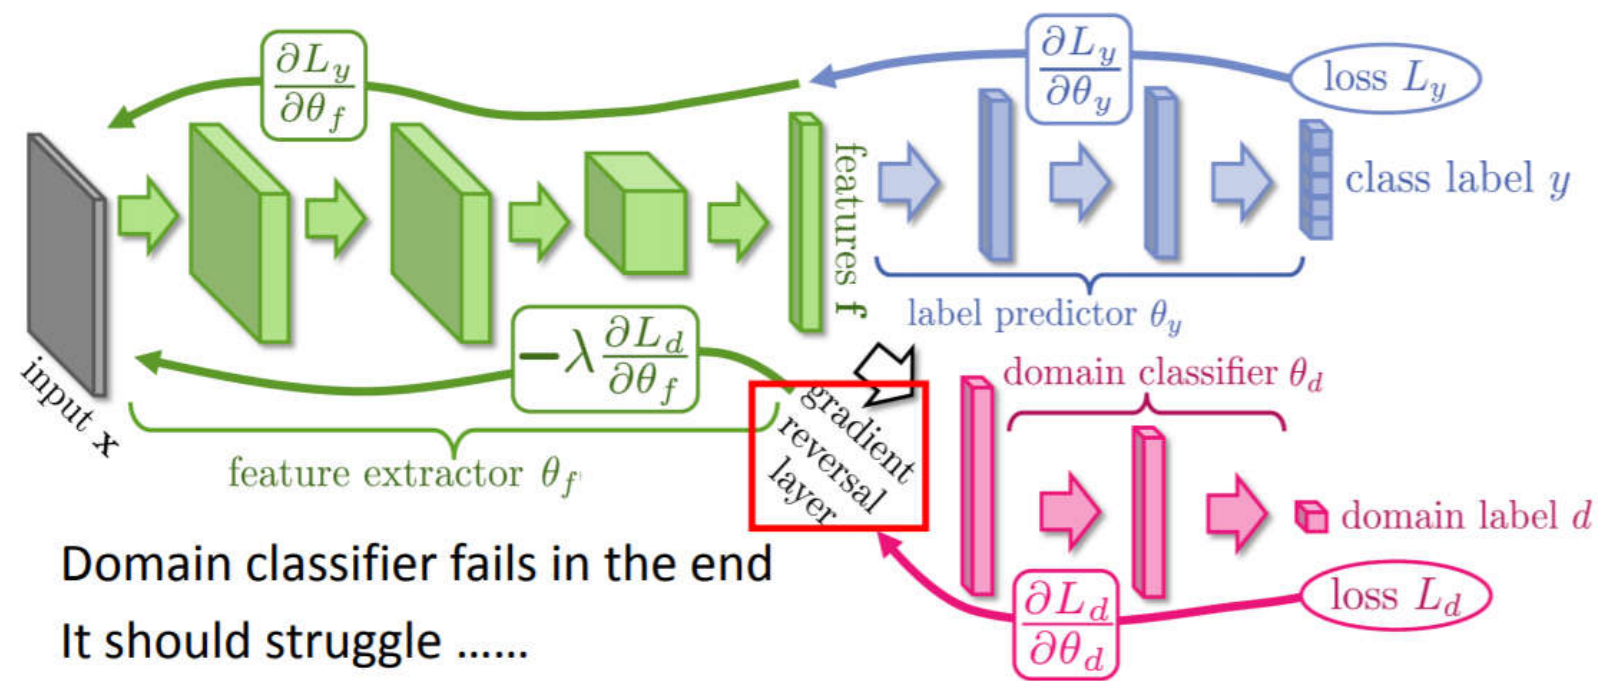 ∂L_y
∂θ_f
∂L_y
∂θ_y
loss L_y
features f
class label y
label predictor θ_y
input x
−λ ∂L_d
∂θ_f
feature extractor θ_f
gradient
reversal
layer
domain classifier θ_d
domain label d
∂L_d
∂θ_d
loss L_d
Domain classifier fails in the end
It should struggle ......